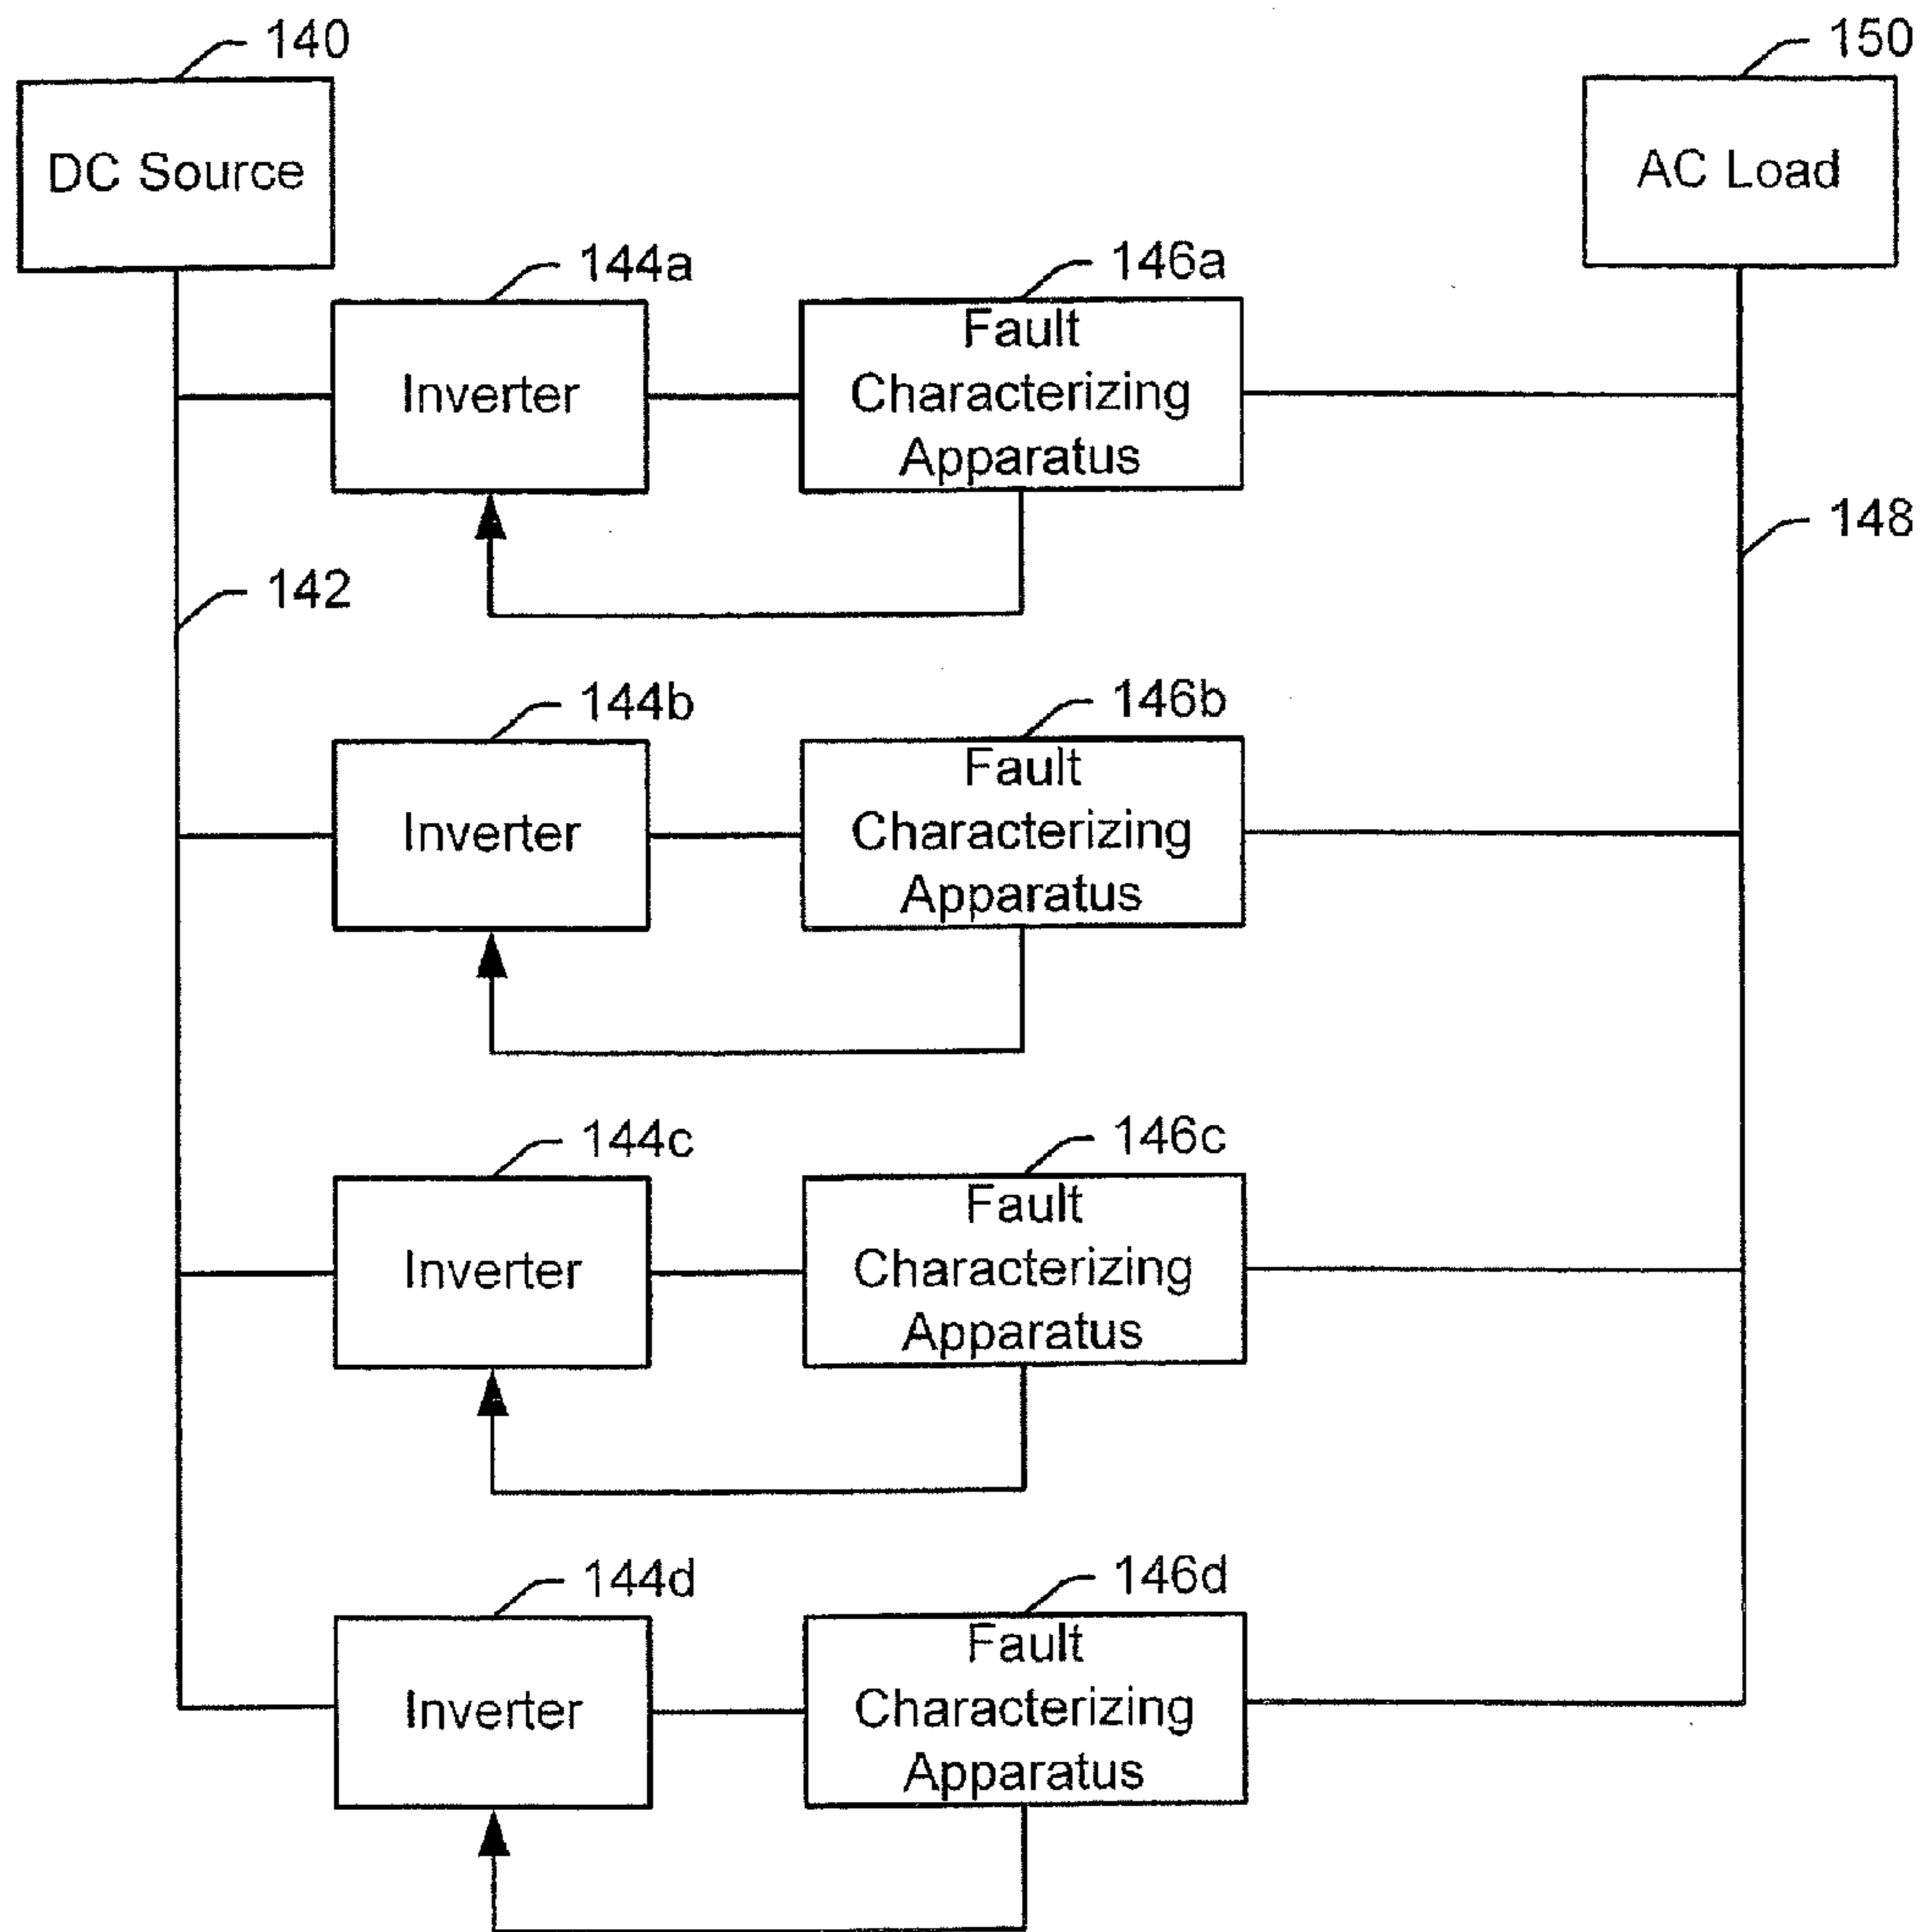 140
150
DC Source
AC Load
144a
146a
Inverter
Fault
Characterizing
Apparatus
148
142
144b
146b
Inverter
Fault
Characterizing
Apparatus
144c
146c
Inverter
Fault
Characterizing
Apparatus
144d
146d
Inverter
Fault
Characterizing
Apparatus